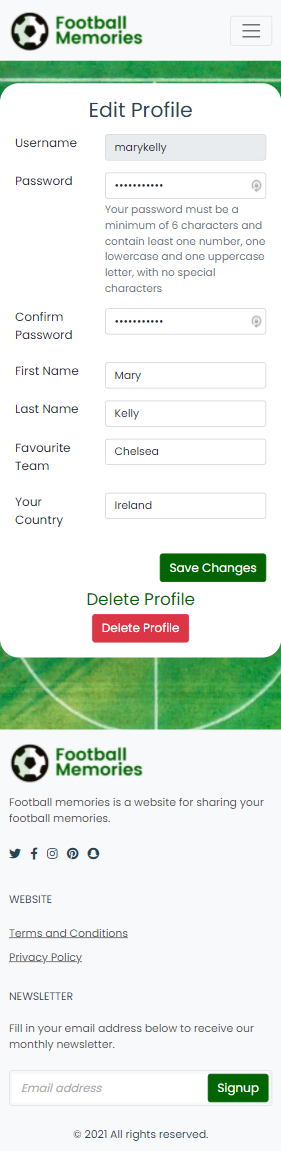 Football
Memories
Edit Profile
Username
marykelly
Password
•••••••••••
Your password must be a
minimum of 6 characters and
contain least one number, one
lowercase and one uppercase
letter, with no special
characters
Confirm
Password
•••••••••••
First Name
Mary
Last Name
Kelly
Favourite
Team
Chelsea
Your
Country
Ireland
Save Changes
Delete Profile
Delete Profile
Football
Memories
Football memories is a website for sharing your
football memories.
WEBSITE
Terms and Conditions
Privacy Policy
NEWSLETTER
Fill in your email address below to receive our
monthly newsletter.
Email address
Signup
© 2021 All rights reserved.